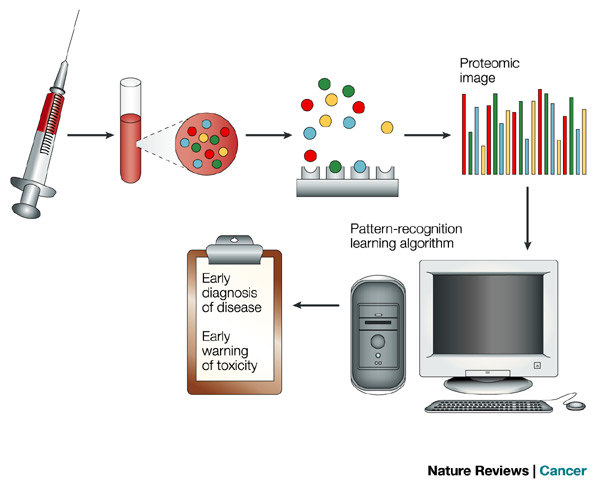 Proteomic
image
Pattern-recognition
learning algorithm
Early
diagnosis
of disease
Early
warning
of toxicity
Nature Reviews | Cancer